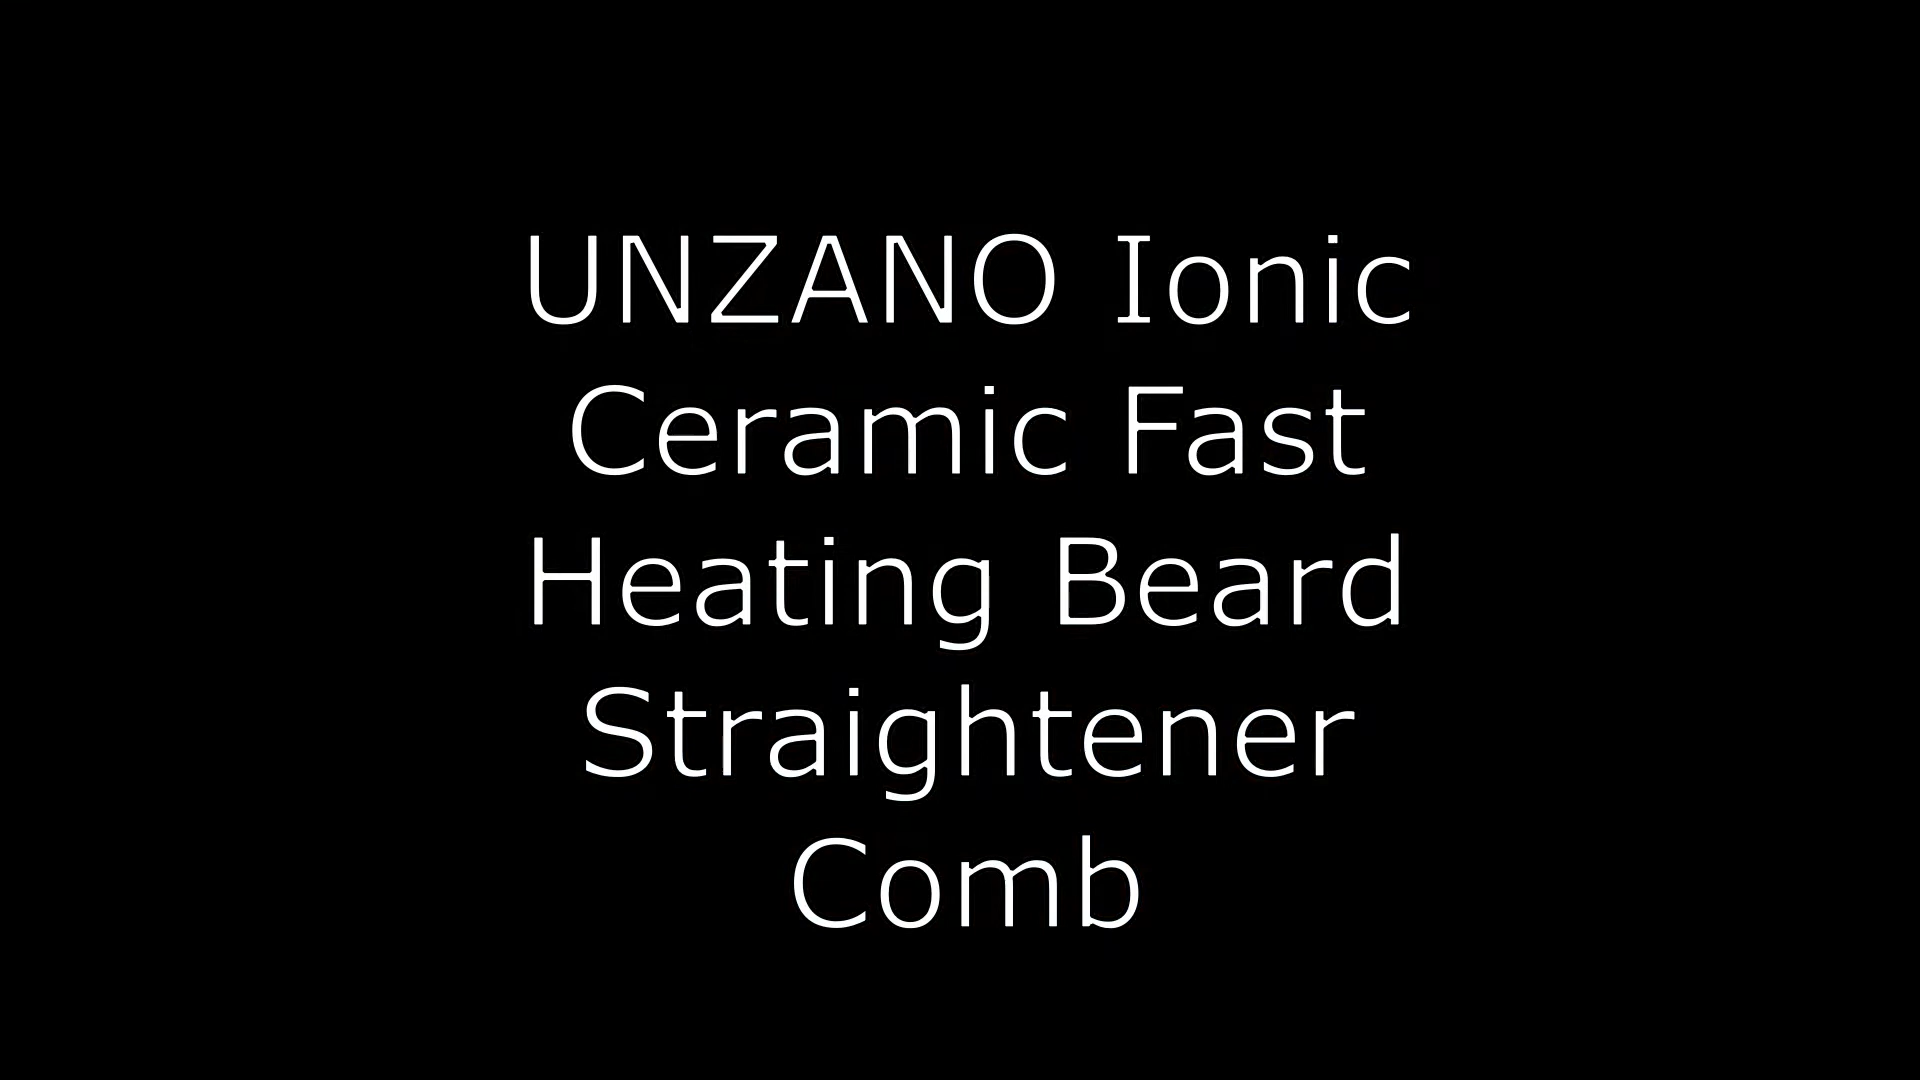 UNZANO Ionic
Ceramic Fast
Heating Beard
Straightener
Comb